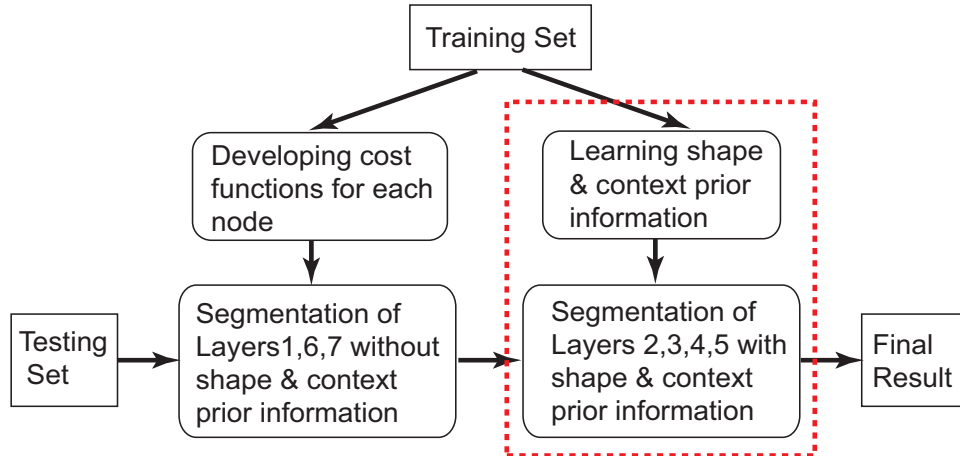 Training Set
Developing cost
functions for each
node
Learning shape
& context prior
information
Testing
Set
Segmentation of
Layers1,6,7 without
shape & context
prior information
Segmentation of
Layers 2,3,4,5 with
shape & context
prior information
Final
Result